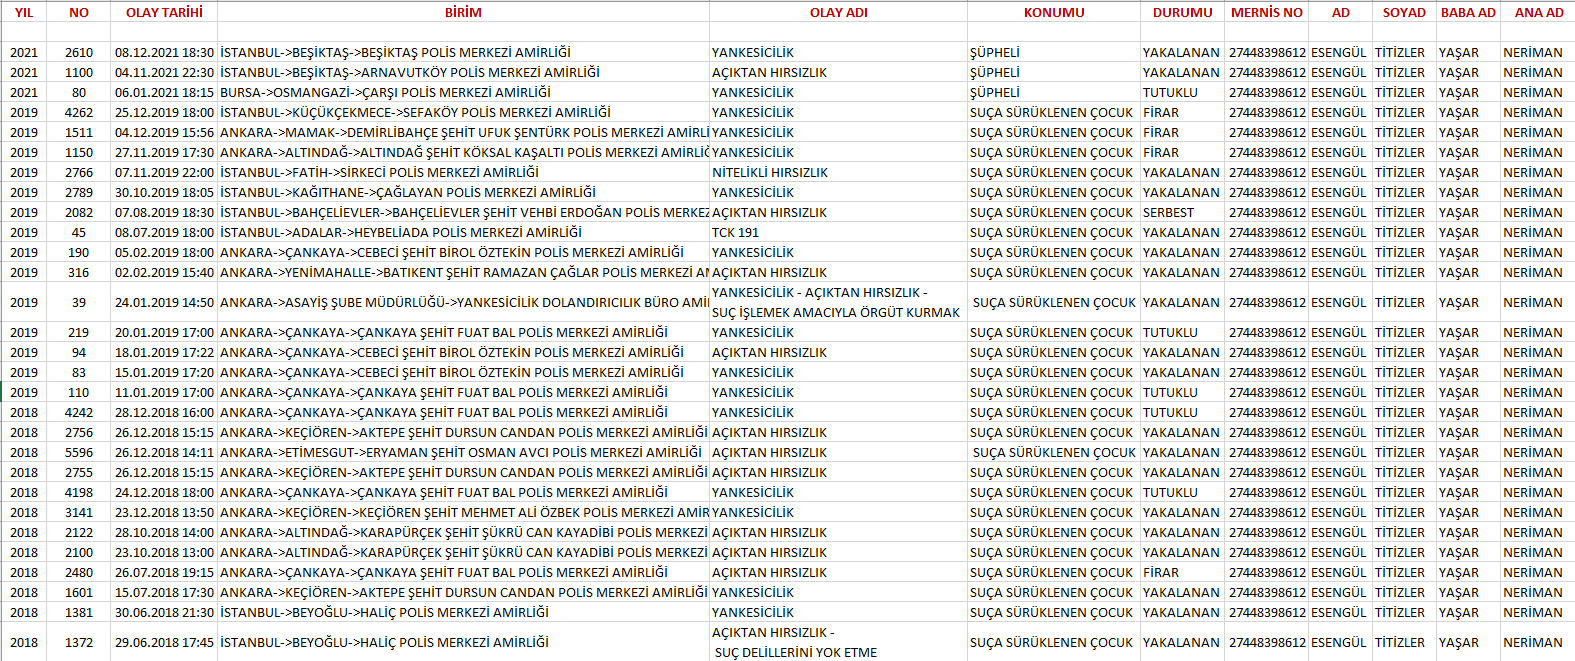 YIL NO OLAY TARİHİ BİRİM OLAY ADI KONUMU DURUMU MERNİS NO AD SOYAD BABA AD ANA AD
2021 2610 08.12.2021 18:30 İSTANBUL->BEŞİKTAŞ->BEŞİKTAŞ POLİS MERKEZİ AMİRLİĞİ YANKESİCİLİK ŞÜPHELİ YAKALANAN 27448398612 ESENGÜL TİTİZLER YAŞAR NERİMAN
2021 1100 04.11.2021 22:30 İSTANBUL->BEŞİKTAŞ->ARNAVUTKÖY POLİS MERKEZİ AMİRLİĞİ AÇIKTAN HIRSIZLIK ŞÜPHELİ YAKALANAN 27448398612 ESENGÜL TİTİZLER YAŞAR NERİMAN
2021 80 06.01.2021 18:15 BURSA->OSMANGAZİ->ÇARŞI POLİS MERKEZİ AMİRLİĞİ YANKESİCİLİK ŞÜPHELİ TUTUKLU 27448398612 ESENGÜL TİTİZLER YAŞAR NERİMAN
2019 4262 25.12.2019 18:00 İSTANBUL->KÜÇÜKÇEKMECE->SEFAKÖY POLİS MERKEZİ AMİRLİĞİ YANKESİCİLİK SUÇA SÜRÜKLENEN ÇOCUK FİRAR 27448398612 ESENGÜL TİTİZLER YAŞAR NERİMAN
2019 1511 04.12.2019 15:56 ANKARA->MAMAK->DEMİRLİBAHÇE ŞEHİT UFUK ŞENTÜRK POLİS MERKEZİ AMİRLİ YANKESİCİLİK SUÇA SÜRÜKLENEN ÇOCUK FİRAR 27448398612 ESENGÜL TİTİZLER YAŞAR NERİMAN
2019 1150 27.11.2019 17:30 ANKARA->ALTINDAĞ->ALTINDAĞ ŞEHİT KÖKSAL KAŞALTI POLİS MERKEZİ AMİRLİĞ YANKESİCİLİK SUÇA SÜRÜKLENEN ÇOCUK FİRAR 27448398612 ESENGÜL TİTİZLER YAŞAR NERİMAN
2019 2766 07.11.2019 22:00 İSTANBUL->FATİH->SİRKECİ POLİS MERKEZİ AMİRLİĞİ NİTELİKLİ HIRSIZLIK SUÇA SÜRÜKLENEN ÇOCUK YAKALANAN 27448398612 ESENGÜL TİTİZLER YAŞAR NERİMAN
2019 2789 30.10.2019 18:05 İSTANBUL->KAĞITHANE->ÇAĞLAYAN POLİS MERKEZİ AMİRLİĞİ YANKESİCİLİK SUÇA SÜRÜKLENEN ÇOCUK YAKALANAN 27448398612 ESENGÜL TİTİZLER YAŞAR NERİMAN
2019 2082 07.08.2019 18:30 İSTANBUL->BAHÇELİEVLER->BAHÇELİEVLER ŞEHİT VEHBİ ERDOĞAN POLİS MERKEZ AÇIKTAN HIRSIZLIK SUÇA SÜRÜKLENEN ÇOCUK SERBEST 27448398612 ESENGÜL TİTİZLER YAŞAR NERİMAN
2019 45 08.07.2019 18:00 İSTANBUL->ADALAR->HEYBELİADA POLİS MERKEZİ AMİRLİĞİ TCK 191 SUÇA SÜRÜKLENEN ÇOCUK YAKALANAN 27448398612 ESENGÜL TİTİZLER YAŞAR NERİMAN
2019 190 05.02.2019 18:00 ANKARA->ÇANKAYA->CEBECİ ŞEHİT BİROL ÖZTEKİN POLİS MERKEZİ AMİRLİĞİ YANKESİCİLİK SUÇA SÜRÜKLENEN ÇOCUK YAKALANAN 27448398612 ESENGÜL TİTİZLER YAŞAR NERİMAN
2019 316 02.02.2019 15:40 ANKARA->YENİMAHALLE->BATIKENT ŞEHİT RAMAZAN ÇAĞLAR POLİS MERKEZİ AM AÇIKTAN HIRSIZLIK SUÇA SÜRÜKLENEN ÇOCUK YAKALANAN 27448398612 ESENGÜL TİTİZLER YAŞAR NERİMAN
YANKESİCİLİK - AÇIKTAN HIRSIZLIK -
2019 39 24.01.2019 14:50 ANKARA->ASAYİŞ ŞUBE MÜDÜRLÜĞÜ->YANKESİCİLİK DOLANDIRICILIK BÜRO AMİ SUÇA SÜRÜKLENEN ÇOCUK YAKALANAN 27448398612 ESENGÜL TİTİZLER YAŞAR NERİMAN
SUÇ İŞLEMEK AMACIYLA ÖRGÜT KURMAK
2019 219 20.01.2019 17:00 ANKARA->ÇANKAYA->ÇANKAYA ŞEHİT FUAT BAL POLİS MERKEZİ AMİRLİĞİ YANKESİCİLİK SUÇA SÜRÜKLENEN ÇOCUK TUTUKLU 27448398612 ESENGÜL TİTİZLER YAŞAR NERİMAN
2019 94 18.01.2019 17:22 ANKARA->ÇANKAYA->CEBECİ ŞEHİT BİROL ÖZTEKİN POLİS MERKEZİ AMİRLİĞİ AÇIKTAN HIRSIZLIK SUÇA SÜRÜKLENEN ÇOCUK YAKALANAN 27448398612 ESENGÜL TİTİZLER YAŞAR NERİMAN
2019 83 15.01.2019 17:20 ANKARA->ÇANKAYA->CEBECİ ŞEHİT BİROL ÖZTEKİN POLİS MERKEZİ AMİRLİĞİ YANKESİCİLİK SUÇA SÜRÜKLENEN ÇOCUK YAKALANAN 27448398612 ESENGÜL TİTİZLER YAŞAR NERİMAN
2019 110 11.01.2019 17:00 ANKARA->ÇANKAYA->ÇANKAYA ŞEHİT FUAT BAL POLİS MERKEZİ AMİRLİĞİ YANKESİCİLİK SUÇA SÜRÜKLENEN ÇOCUK TUTUKLU 27448398612 ESENGÜL TİTİZLER YAŞAR NERİMAN
2018 4242 28.12.2018 16:00 ANKARA->ÇANKAYA->ÇANKAYA ŞEHİT FUAT BAL POLİS MERKEZİ AMİRLİĞİ YANKESİCİLİK SUÇA SÜRÜKLENEN ÇOCUK TUTUKLU 27448398612 ESENGÜL TİTİZLER YAŞAR NERİMAN
2018 2756 26.12.2018 15:15 ANKARA->KEÇİÖREN->AKTEPE ŞEHİT DURSUN CANDAN POLİS MERKEZİ AMİRLİĞİ AÇIKTAN HIRSIZLIK SUÇA SÜRÜKLENEN ÇOCUK YAKALANAN 27448398612 ESENGÜL TİTİZLER YAŞAR NERİMAN
2018 5596 26.12.2018 14:11 ANKARA->ETİMESGUT->ERYAMAN ŞEHİT OSMAN AVCI POLİS MERKEZİ AMİRLİĞİ AÇIKTAN HIRSIZLIK SUÇA SÜRÜKLENEN ÇOCUK YAKALANAN 27448398612 ESENGÜL TİTİZLER YAŞAR NERİMAN
2018 2755 26.12.2018 15:15 ANKARA->KEÇİÖREN->AKTEPE ŞEHİT DURSUN CANDAN POLİS MERKEZİ AMİRLİĞİ AÇIKTAN HIRSIZLIK SUÇA SÜRÜKLENEN ÇOCUK YAKALANAN 27448398612 ESENGÜL TİTİZLER YAŞAR NERİMAN
2018 4198 24.12.2018 18:00 ANKARA->ÇANKAYA->ÇANKAYA ŞEHİT FUAT BAL POLİS MERKEZİ AMİRLİĞİ YANKESİCİLİK SUÇA SÜRÜKLENEN ÇOCUK TUTUKLU 27448398612 ESENGÜL TİTİZLER YAŞAR NERİMAN
2018 3141 23.12.2018 13:50 ANKARA->KEÇİÖREN->KEÇİÖREN ŞEHİT MEHMET ALİ ÖZBEK POLİS MERKEZİ AMİR YANKESİCİLİK SUÇA SÜRÜKLENEN ÇOCUK YAKALANAN 27448398612 ESENGÜL TİTİZLER YAŞAR NERİMAN
2018 2122 28.10.2018 14:00 ANKARA->ALTINDAĞ->KARAPÜRÇEK ŞEHİT ŞÜKRÜ CAN KAYADİBİ POLİS MERKEZİ AÇIKTAN HIRSIZLIK SUÇA SÜRÜKLENEN ÇOCUK YAKALANAN 27448398612 ESENGÜL TİTİZLER YAŞAR NERİMAN
2018 2100 23.10.2018 13:00 ANKARA->ALTINDAĞ->KARAPÜRÇEK ŞEHİT ŞÜKRÜ CAN KAYADİBİ POLİS MERKEZİ AÇIKTAN HIRSIZLIK SUÇA SÜRÜKLENEN ÇOCUK YAKALANAN 27448398612 ESENGÜL TİTİZLER YAŞAR NERİMAN
2018 2480 26.07.2018 19:15 ANKARA->ÇANKAYA->ÇANKAYA ŞEHİT FUAT BAL POLİS MERKEZİ AMİRLİĞİ AÇIKTAN HIRSIZLIK SUÇA SÜRÜKLENEN ÇOCUK FİRAR 27448398612 ESENGÜL TİTİZLER YAŞAR NERİMAN
2018 1601 15.07.2018 17:30 ANKARA->KEÇİÖREN->AKTEPE ŞEHİT DURSUN CANDAN POLİS MERKEZİ AMİRLİĞİ YANKESİCİLİK SUÇA SÜRÜKLENEN ÇOCUK YAKALANAN 27448398612 ESENGÜL TİTİZLER YAŞAR NERİMAN
2018 1381 30.06.2018 21:30 İSTANBUL->BEYOĞLU->HALİÇ POLİS MERKEZİ AMİRLİĞİ YANKESİCİLİK SUÇA SÜRÜKLENEN ÇOCUK YAKALANAN 27448398612 ESENGÜL TİTİZLER YAŞAR NERİMAN
AÇIKTAN HIRSIZLIK -
2018 1372 29.06.2018 17:45 İSTANBUL->BEYOĞLU->HALİÇ POLİS MERKEZİ AMİRLİĞİ SUÇA SÜRÜKLENEN ÇOCUK YAKALANAN 27448398612 ESENGÜL TİTİZLER YAŞAR NERİMAN
SUÇ DELİLLERİNİ YOK ETME